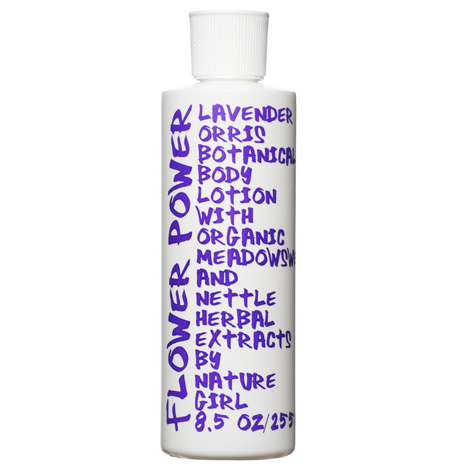 FLOWER POWER
LAVENDER
ORRIS
BOTANICAL
BODY
LOTION
WITH
ORGANIC
MEADOWSWE
AND
NETTLE
HERBAL
EXTRACTS
BY
NATURE
GIRL
8.5 OZ/255